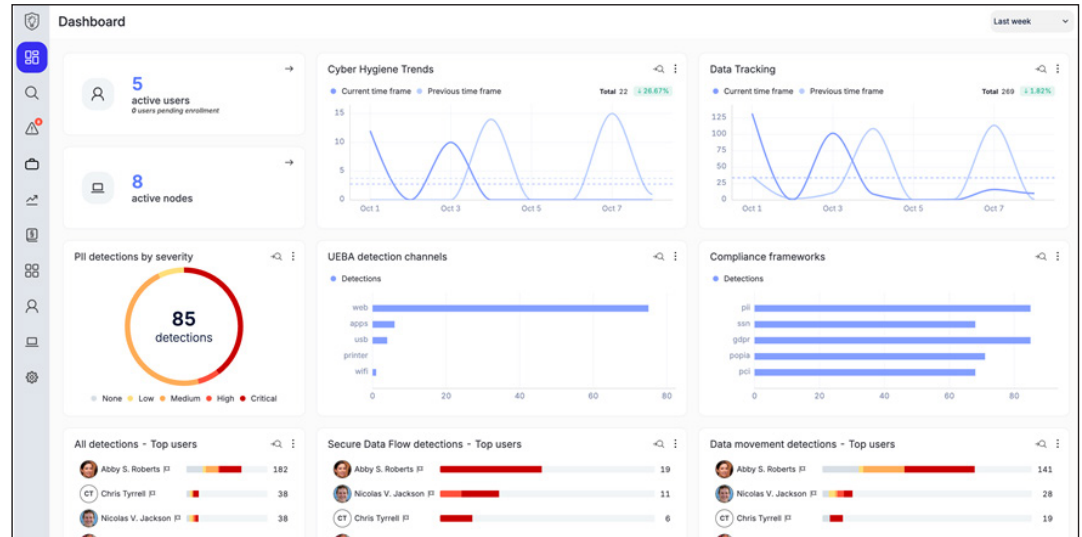 Dashboard
Last week
5
active users
0 users pending enrollment
8
active nodes
Cyber Hygiene Trends
Current time frame Previous time frame Total 22 ↓ 26.67%
15
10
5
0
Oct 1 Oct 3 Oct 5 Oct 7
Data Tracking
Current time frame Previous time frame Total 289 ↓ 1.82%
125
100
75
50
25
0
Oct 1 Oct 3 Oct 5 Oct 7
PII detections by severity
85
detections
None Low Medium High Critical
UEBA detection channels
Detections
web
apps
usb
printer
wifi
0 20 40 60 80
Compliance frameworks
Detections
pii
ssn
gdpr
popia
pci
0 20 40 60 80
All detections - Top users
Abby S. Roberts 182
CT Chris Tyrrell 38
Nicolas V. Jackson 38
Secure Data Flow detections - Top users
Abby S. Roberts 19
Nicolas V. Jackson 11
CT Chris Tyrrell 6
Data movement detections - Top users
Abby S. Roberts 141
Nicolas V. Jackson 28
CT Chris Tyrrell 19